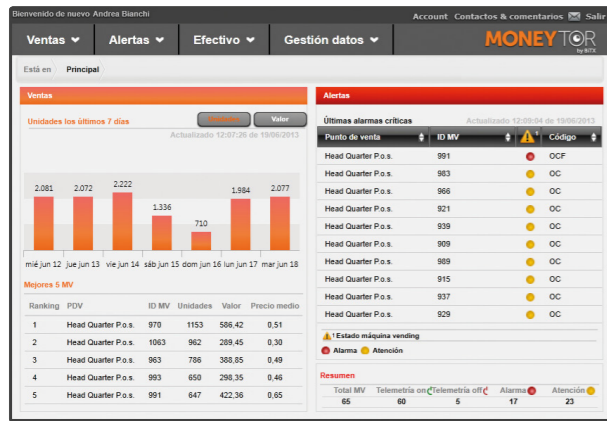 Bienvenido de nuevo Andrea Bianchi
Account Contactos & comentarios Salir
Ventas Alertas Efectivo Gestión datos
MONEYTOR
by BITX
Está en Principal
Ventas
Unidades los últimos 7 días
Unidades Valor
Actualizado 12:07:26 de 19/06/2013
2.081 2.072 2.222 1.336 710 1.984 2.077
mié jun 12 jue jun 13 vie jun 14 sáb jun 15 dom jun 16 lun jun 17 mar jun 18
Mejores 5 MV
Ranking PDV ID MV Unidades Valor Precio medio
1 Head Quarter P.o.s. 970 1153 586,42 0,51
2 Head Quarter P.o.s. 1063 962 289,45 0,30
3 Head Quarter P.o.s. 963 786 388,85 0,49
4 Head Quarter P.o.s. 993 650 298,35 0,46
5 Head Quarter P.o.s. 991 647 422,36 0,65
Alertas
Últimas alarmas críticas Actualizado 12:09:04 de 19/06/2013
Punto de venta ID MV 1 Código
Head Quarter P.o.s. 991 OCF
Head Quarter P.o.s. 983 OC
Head Quarter P.o.s. 966 OC
Head Quarter P.o.s. 921 OC
Head Quarter P.o.s. 939 OC
Head Quarter P.o.s. 909 OC
Head Quarter P.o.s. 989 OC
Head Quarter P.o.s. 915 OC
Head Quarter P.o.s. 937 OC
Head Quarter P.o.s. 929 OC
1 Estado máquina vending
Alarma Atención
Resumen
Total MV Telemetría on Telemetría off Alarma Atención
65 60 5 17 23